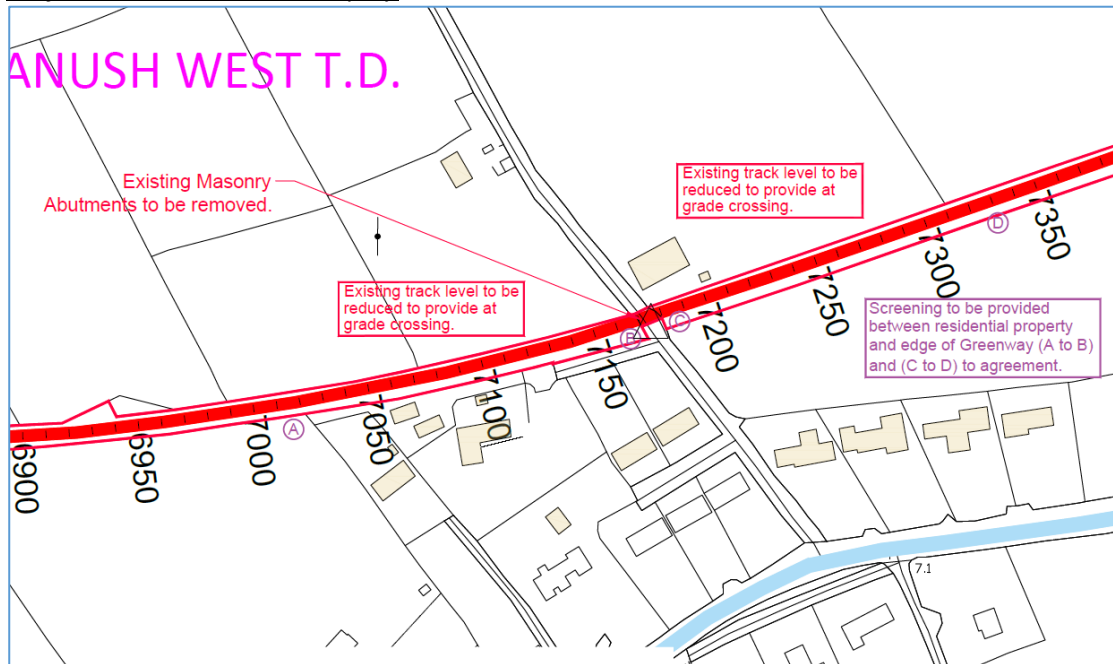 ANUSH WEST T.D.
Existing Masonry
Abutments to be removed.
Existing track level to be
reduced to provide at
grade crossing.
Existing track level to be
reduced to provide at
grade crossing.
Screening to be provided
between residential property
and edge of Greenway (A to B)
and (C to D) to agreement.
A
B
C
D
6900
6950
7000
7050
7100
7150
7200
7250
7300
7350
7.1